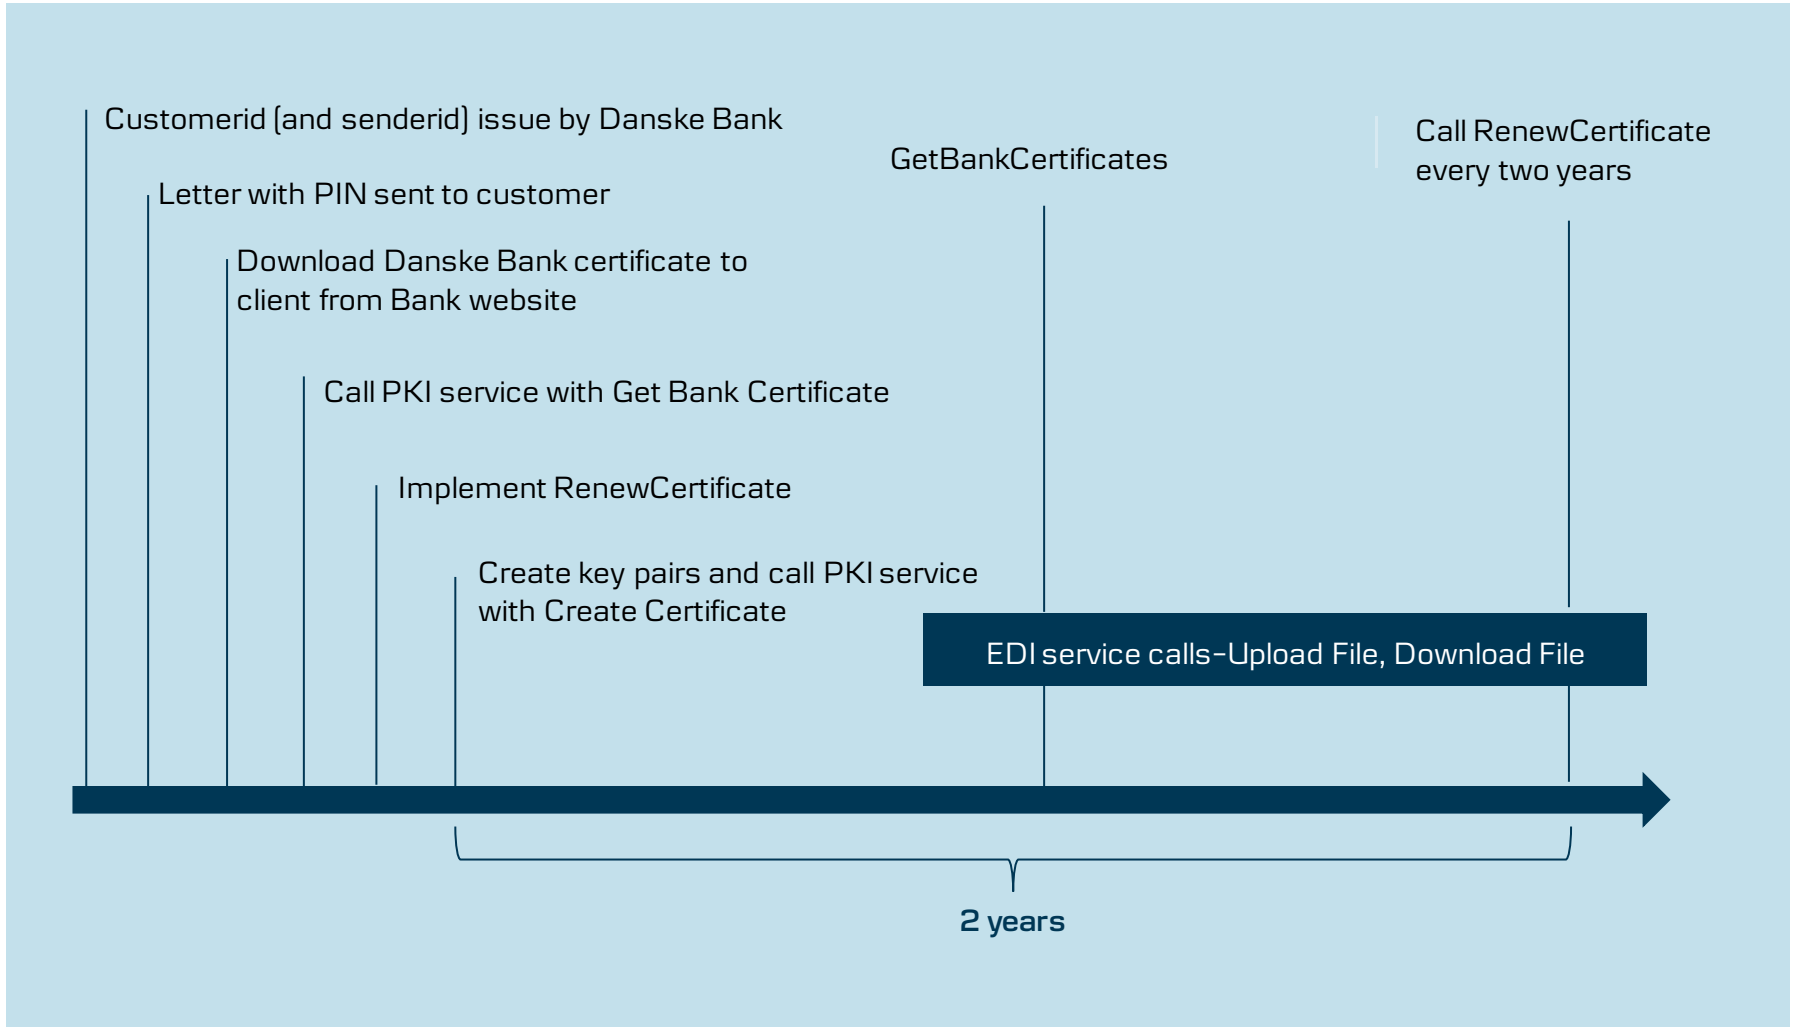 Customerid (and senderid) issue by Danske Bank
Letter with PIN sent to customer
Download Danske Bank certificate to
client from Bank website
Call PKI service with Get Bank Certificate
Implement RenewCertificate
Create key pairs and call PKI service
with Create Certificate
GetBankCertificates
Call RenewCertificate
every two years
EDI service calls-Upload File, Download File
2 years